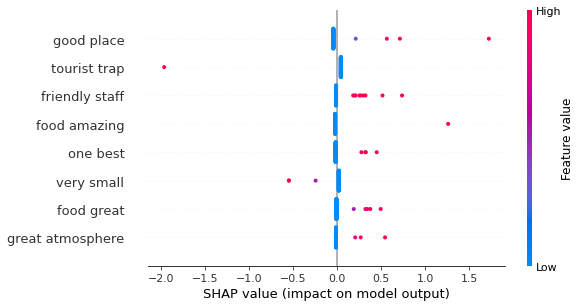 High
good place
tourist trap
friendly staff
food amazing
one best
very small
food great
great atmosphere
Feature value
Low
−2.0 −1.5 −1.0 −0.5 0.0 0.5 1.0 1.5
SHAP value (impact on model output)